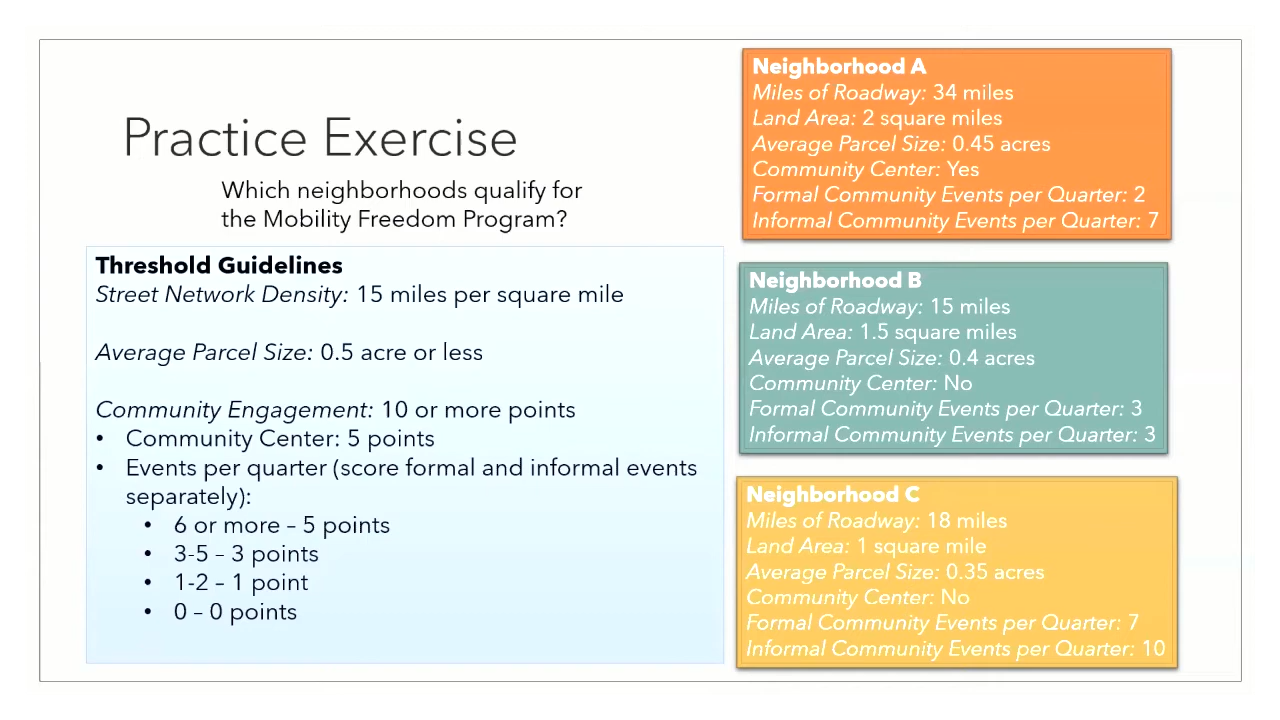 Practice Exercise
Which neighborhoods qualify for
the Mobility Freedom Program?
Threshold Guidelines
Street Network Density: 15 miles per square mile
Average Parcel Size: 0.5 acre or less
Community Engagement: 10 or more points
• Community Center: 5 points
• Events per quarter (score formal and informal events
separately):
• 6 or more – 5 points
• 3-5 – 3 points
• 1-2 – 1 point
• 0 – 0 points
Neighborhood A
Miles of Roadway: 34 miles
Land Area: 2 square miles
Average Parcel Size: 0.45 acres
Community Center: Yes
Formal Community Events per Quarter: 2
Informal Community Events per Quarter: 7
Neighborhood B
Miles of Roadway: 15 miles
Land Area: 1.5 square miles
Average Parcel Size: 0.4 acres
Community Center: No
Formal Community Events per Quarter: 3
Informal Community Events per Quarter: 3
Neighborhood C
Miles of Roadway: 18 miles
Land Area: 1 square mile
Average Parcel Size: 0.35 acres
Community Center: No
Formal Community Events per Quarter: 7
Informal Community Events per Quarter: 10